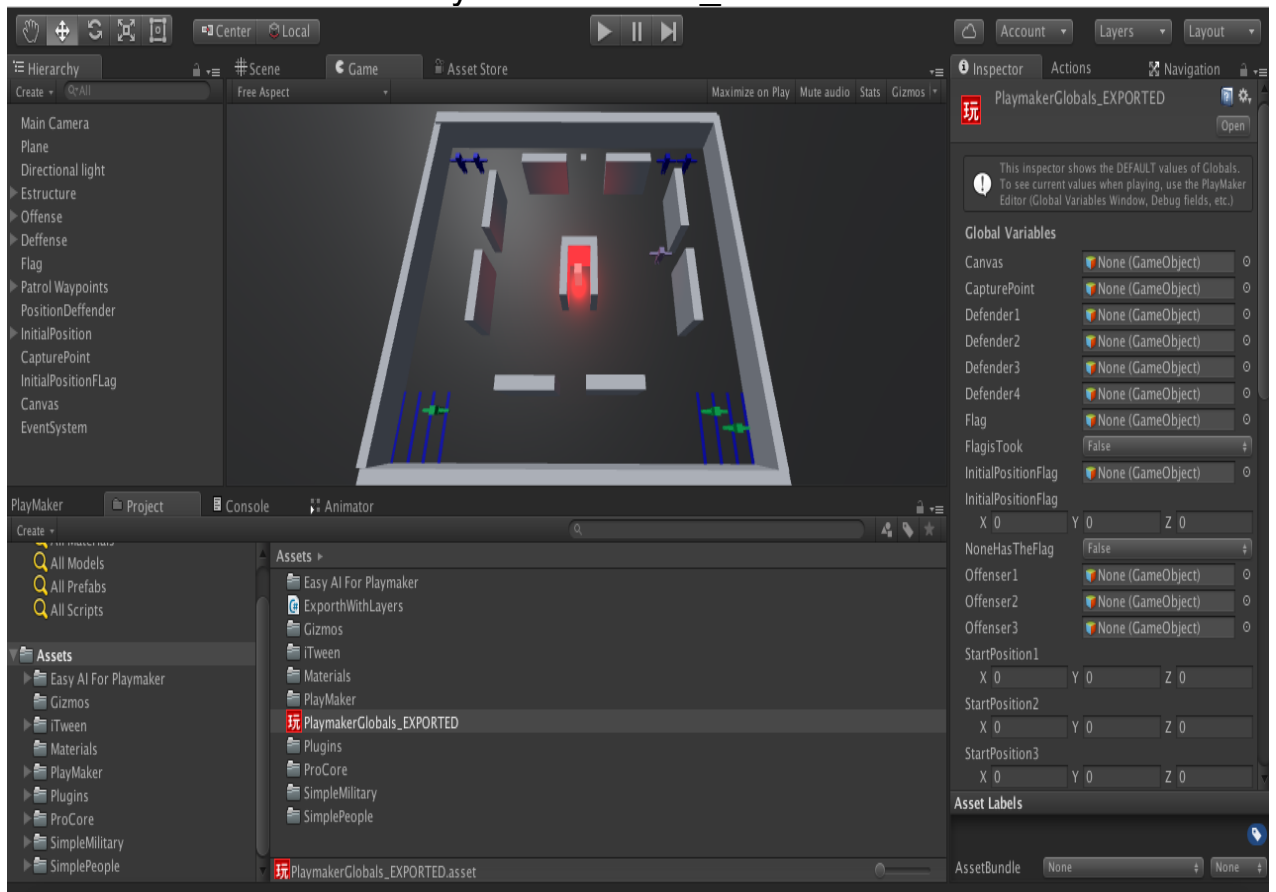 Center Local
Account Layers Layout
Hierarchy
Create All
Main Camera
Plane
Directional light
Estructure
Offense
Deffense
Flag
Patrol Waypoints
PositionDeffender
InitialPosition
CapturePoint
InitialPositionFLag
Canvas
EventSystem
Scene Game Asset Store
Free Aspect Maximize on Play Mute audio Stats Gizmos
Inspector Actions Navigation
玩 PlaymakerGlobals_EXPORTED
Open
This inspector shows the DEFAULT values of Globals.
To see current values when playing, use the PlayMaker
Editor (Global Variables Window, Debug fields, etc.)
Global Variables
Canvas None (GameObject)
CapturePoint None (GameObject)
Defender1 None (GameObject)
Defender2 None (GameObject)
Defender3 None (GameObject)
Defender4 None (GameObject)
Flag None (GameObject)
FlagisTook False
InitialPositionFlag None (GameObject)
InitialPositionFlag
X 0 Y 0 Z 0
NoneHasTheFlag False
Offenser1 None (GameObject)
Offenser2 None (GameObject)
Offenser3 None (GameObject)
StartPosition1
X 0 Y 0 Z 0
StartPosition2
X 0 Y 0 Z 0
StartPosition3
X 0 Y 0 Z 0
Asset Labels
AssetBundle None None
PlayMaker Project Console Animator
Create
All Models
All Prefabs
All Scripts
Assets
Easy AI For Playmaker
Gizmos
iTween
Materials
PlayMaker
Plugins
ProCore
SimpleMilitary
SimplePeople
Assets
Easy AI For Playmaker
ExporthWithLayers
Gizmos
iTween
Materials
PlayMaker
玩 PlaymakerGlobals_EXPORTED
Plugins
ProCore
SimpleMilitary
SimplePeople
玩 PlaymakerGlobals_EXPORTED.asset